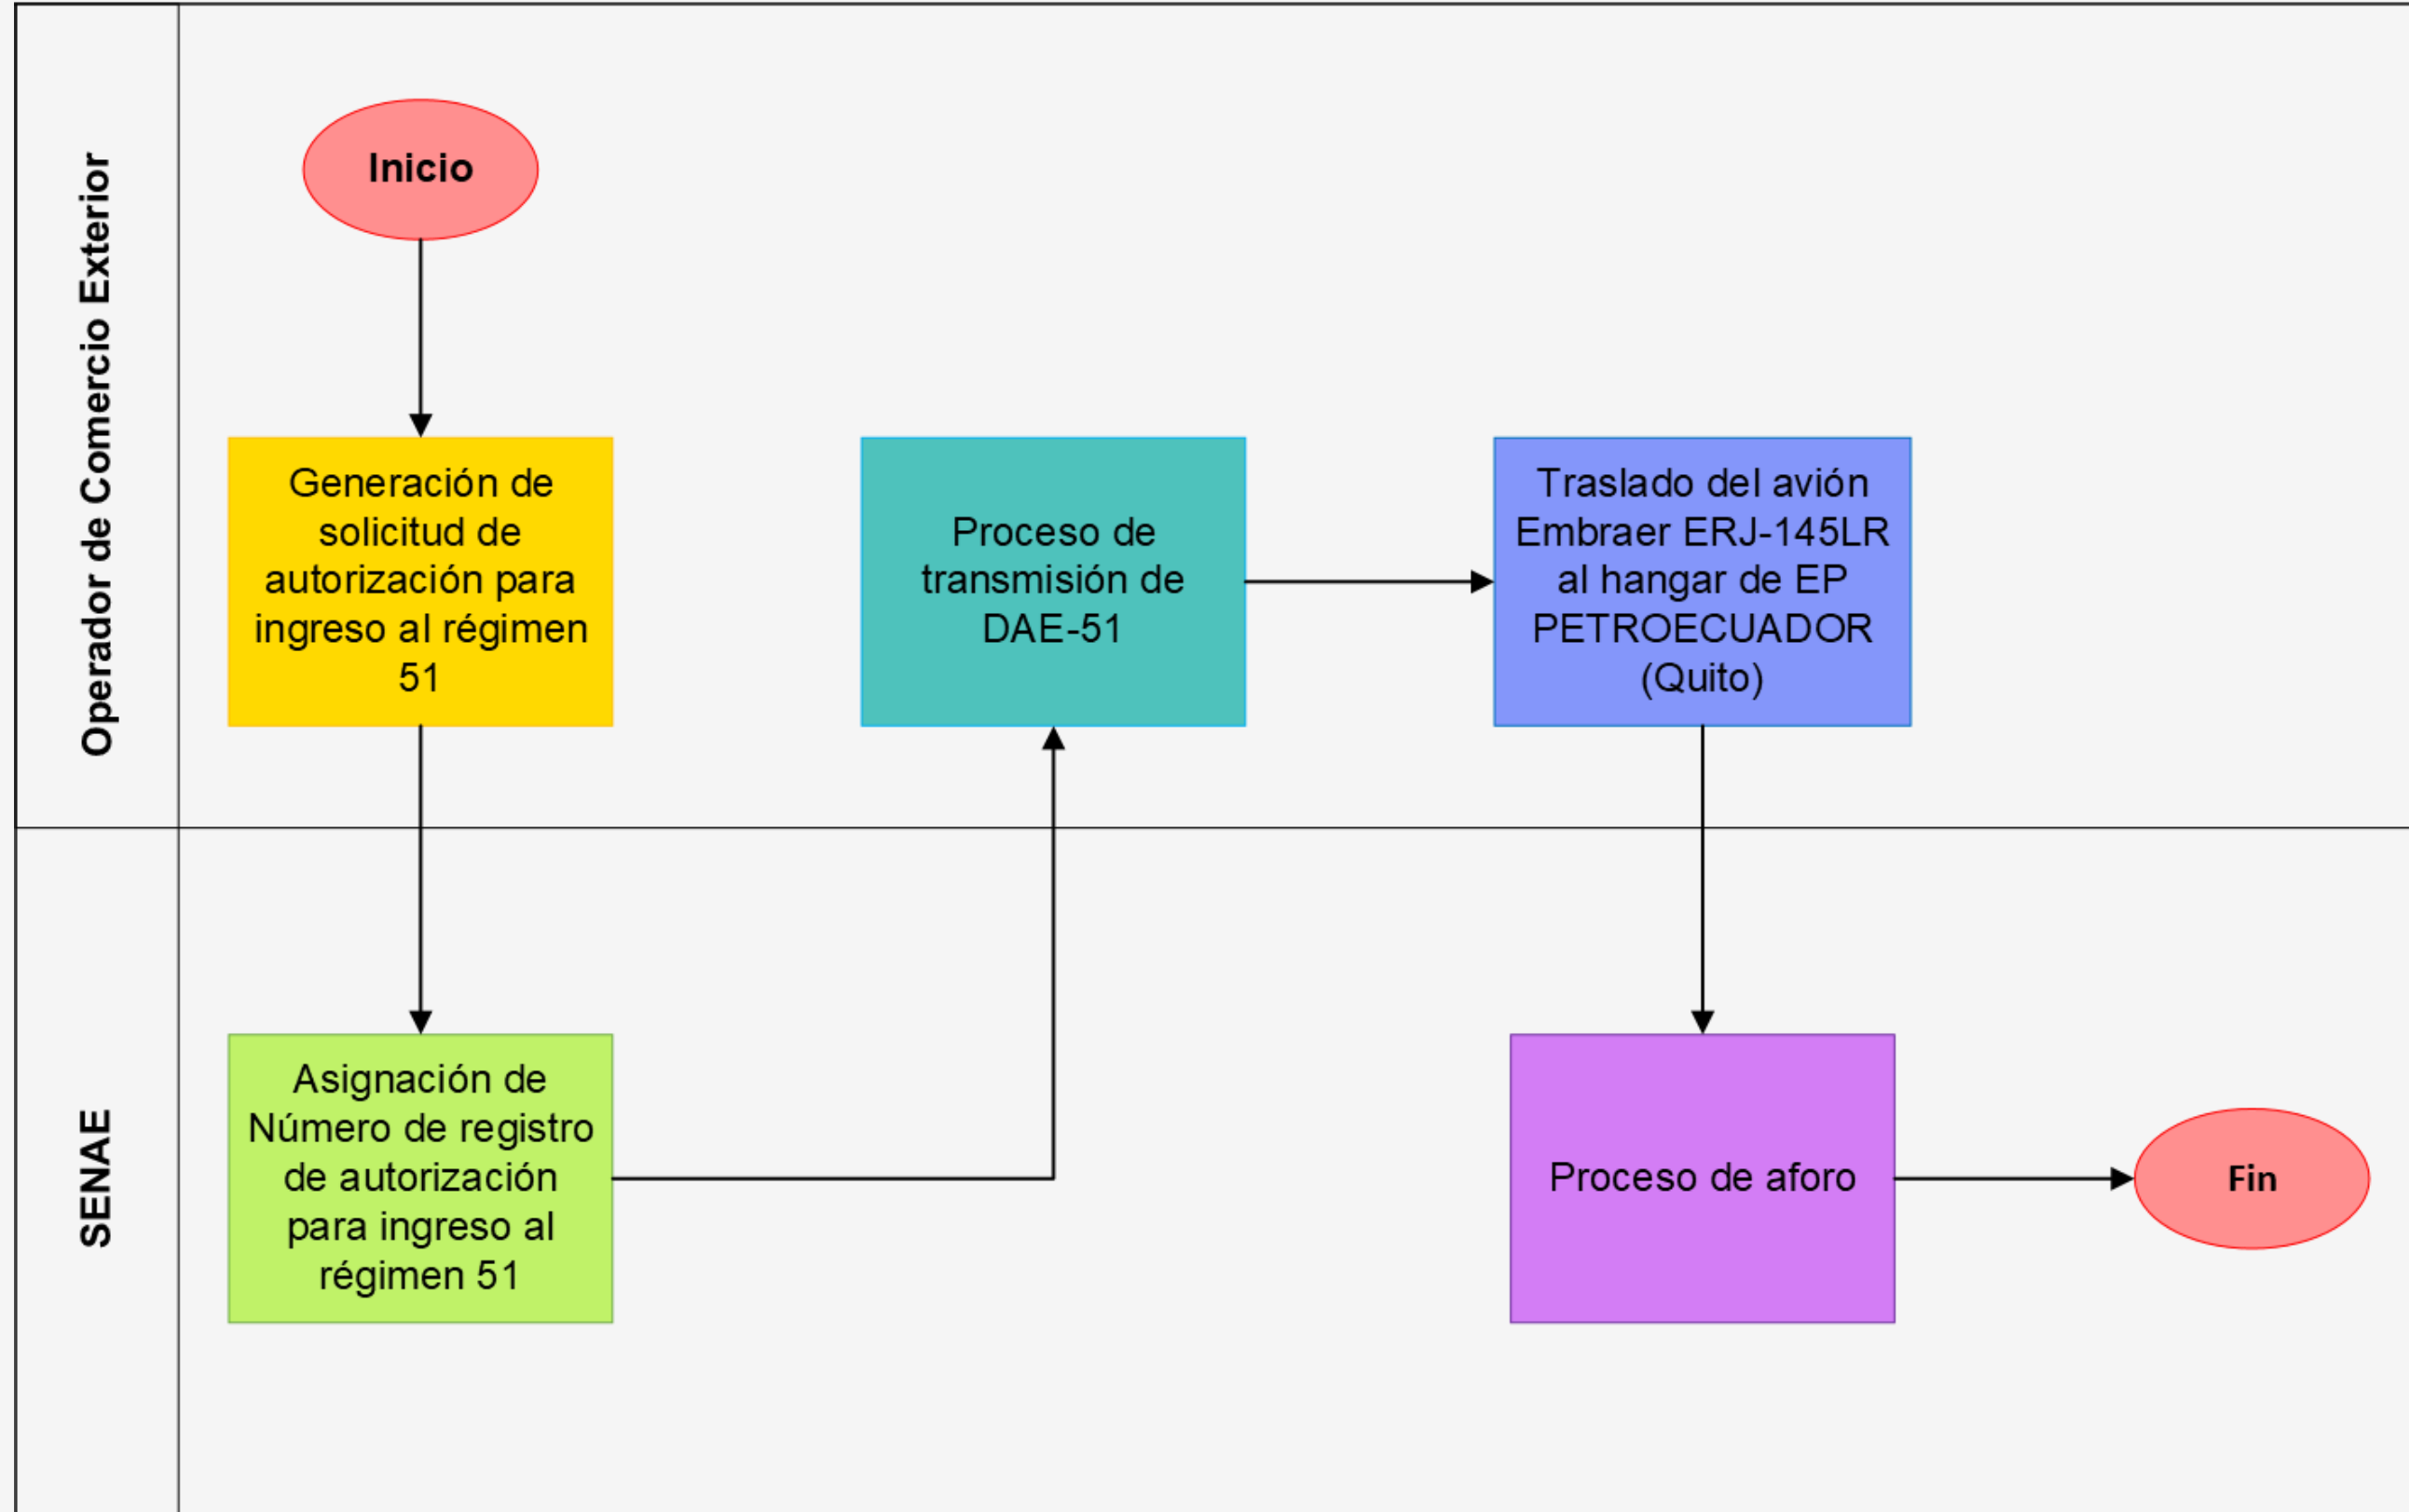 Operador de Comercio Exterior
Inicio
Generación de
solicitud de
autorización para
ingreso al régimen
51
Proceso de
transmisión de
DAE-51
Traslado del avión
Embraer ERJ-145LR
al hangar de EP
PETROECUADOR
(Quito)
SENAE
Asignación de
Número de registro
de autorización
para ingreso al
régimen 51
Proceso de aforo
Fin